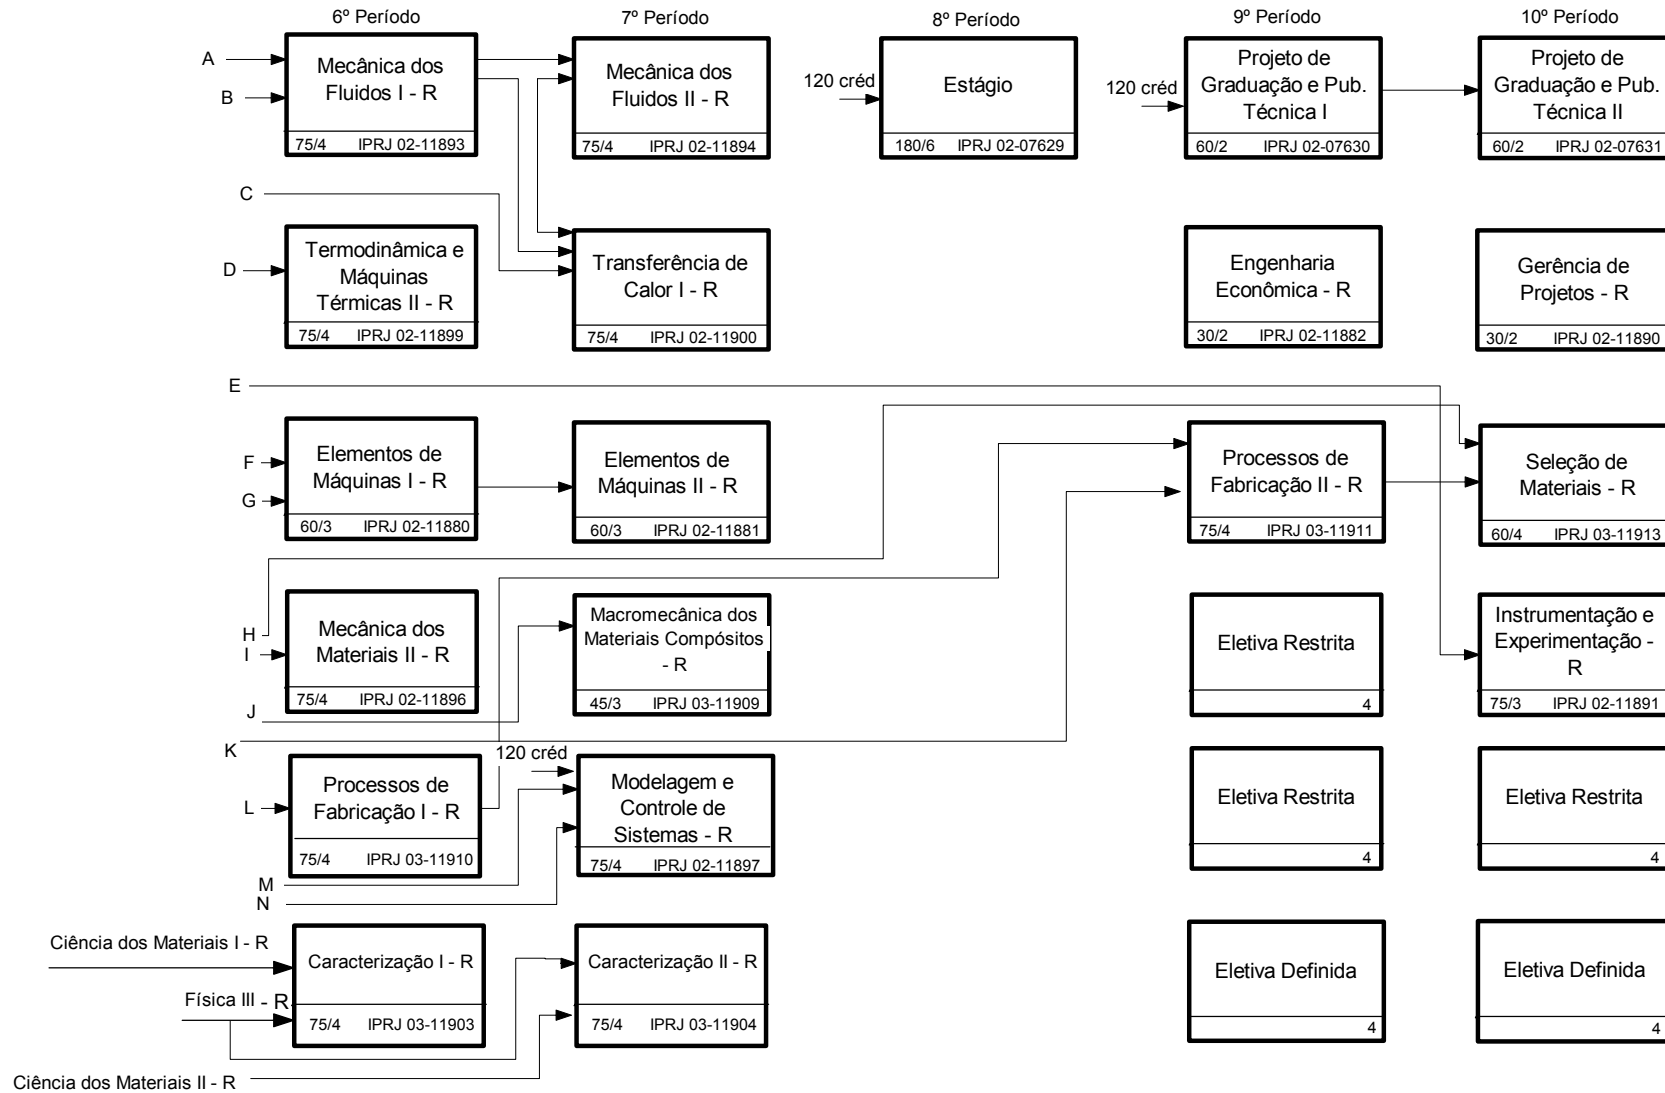 6º Período
7º Período
8º Período
9º Período
10º Período
A
B
Mecânica dos
Fluidos I - R
75/4 IPRJ 02-11893
Mecânica dos
Fluidos II - R
75/4 IPRJ 02-11894
120 créd
Estágio
180/6 IPRJ 02-07629
120 créd
Projeto de
Graduação e Pub.
Técnica I
60/2 IPRJ 02-07630
Projeto de
Graduação e Pub.
Técnica II
60/2 IPRJ 02-07631
C
D
Termodinâmica e
Máquinas
Térmicas II - R
75/4 IPRJ 02-11899
Transferência de
Calor I - R
75/4 IPRJ 02-11900
Engenharia
Econômica - R
30/2 IPRJ 02-11882
Gerência de
Projetos - R
30/2 IPRJ 02-11890
E
F
G
Elementos de
Máquinas I - R
60/3 IPRJ 02-11880
Elementos de
Máquinas II - R
60/3 IPRJ 02-11881
Processos de
Fabricação II - R
75/4 IPRJ 03-11911
Seleção de
Materiais - R
60/4 IPRJ 03-11913
H
I
Mecânica dos
Materiais II - R
75/4 IPRJ 02-11896
Macromecânica dos
Materiais Compósitos
- R
45/3 IPRJ 03-11909
Eletiva Restrita
4
Instrumentação e
Experimentação -
R
75/3 IPRJ 02-11891
J
K
L
Processos de
Fabricação I - R
75/4 IPRJ 03-11910
120 créd
Modelagem e
Controle de
Sistemas - R
75/4 IPRJ 02-11897
Eletiva Restrita
4
Eletiva Restrita
4
M
N
Ciência dos Materiais I - R
Física III - R
Caracterização I - R
75/4 IPRJ 03-11903
Caracterização II - R
75/4 IPRJ 03-11904
Eletiva Definida
4
Eletiva Definida
4
Ciência dos Materiais II - R